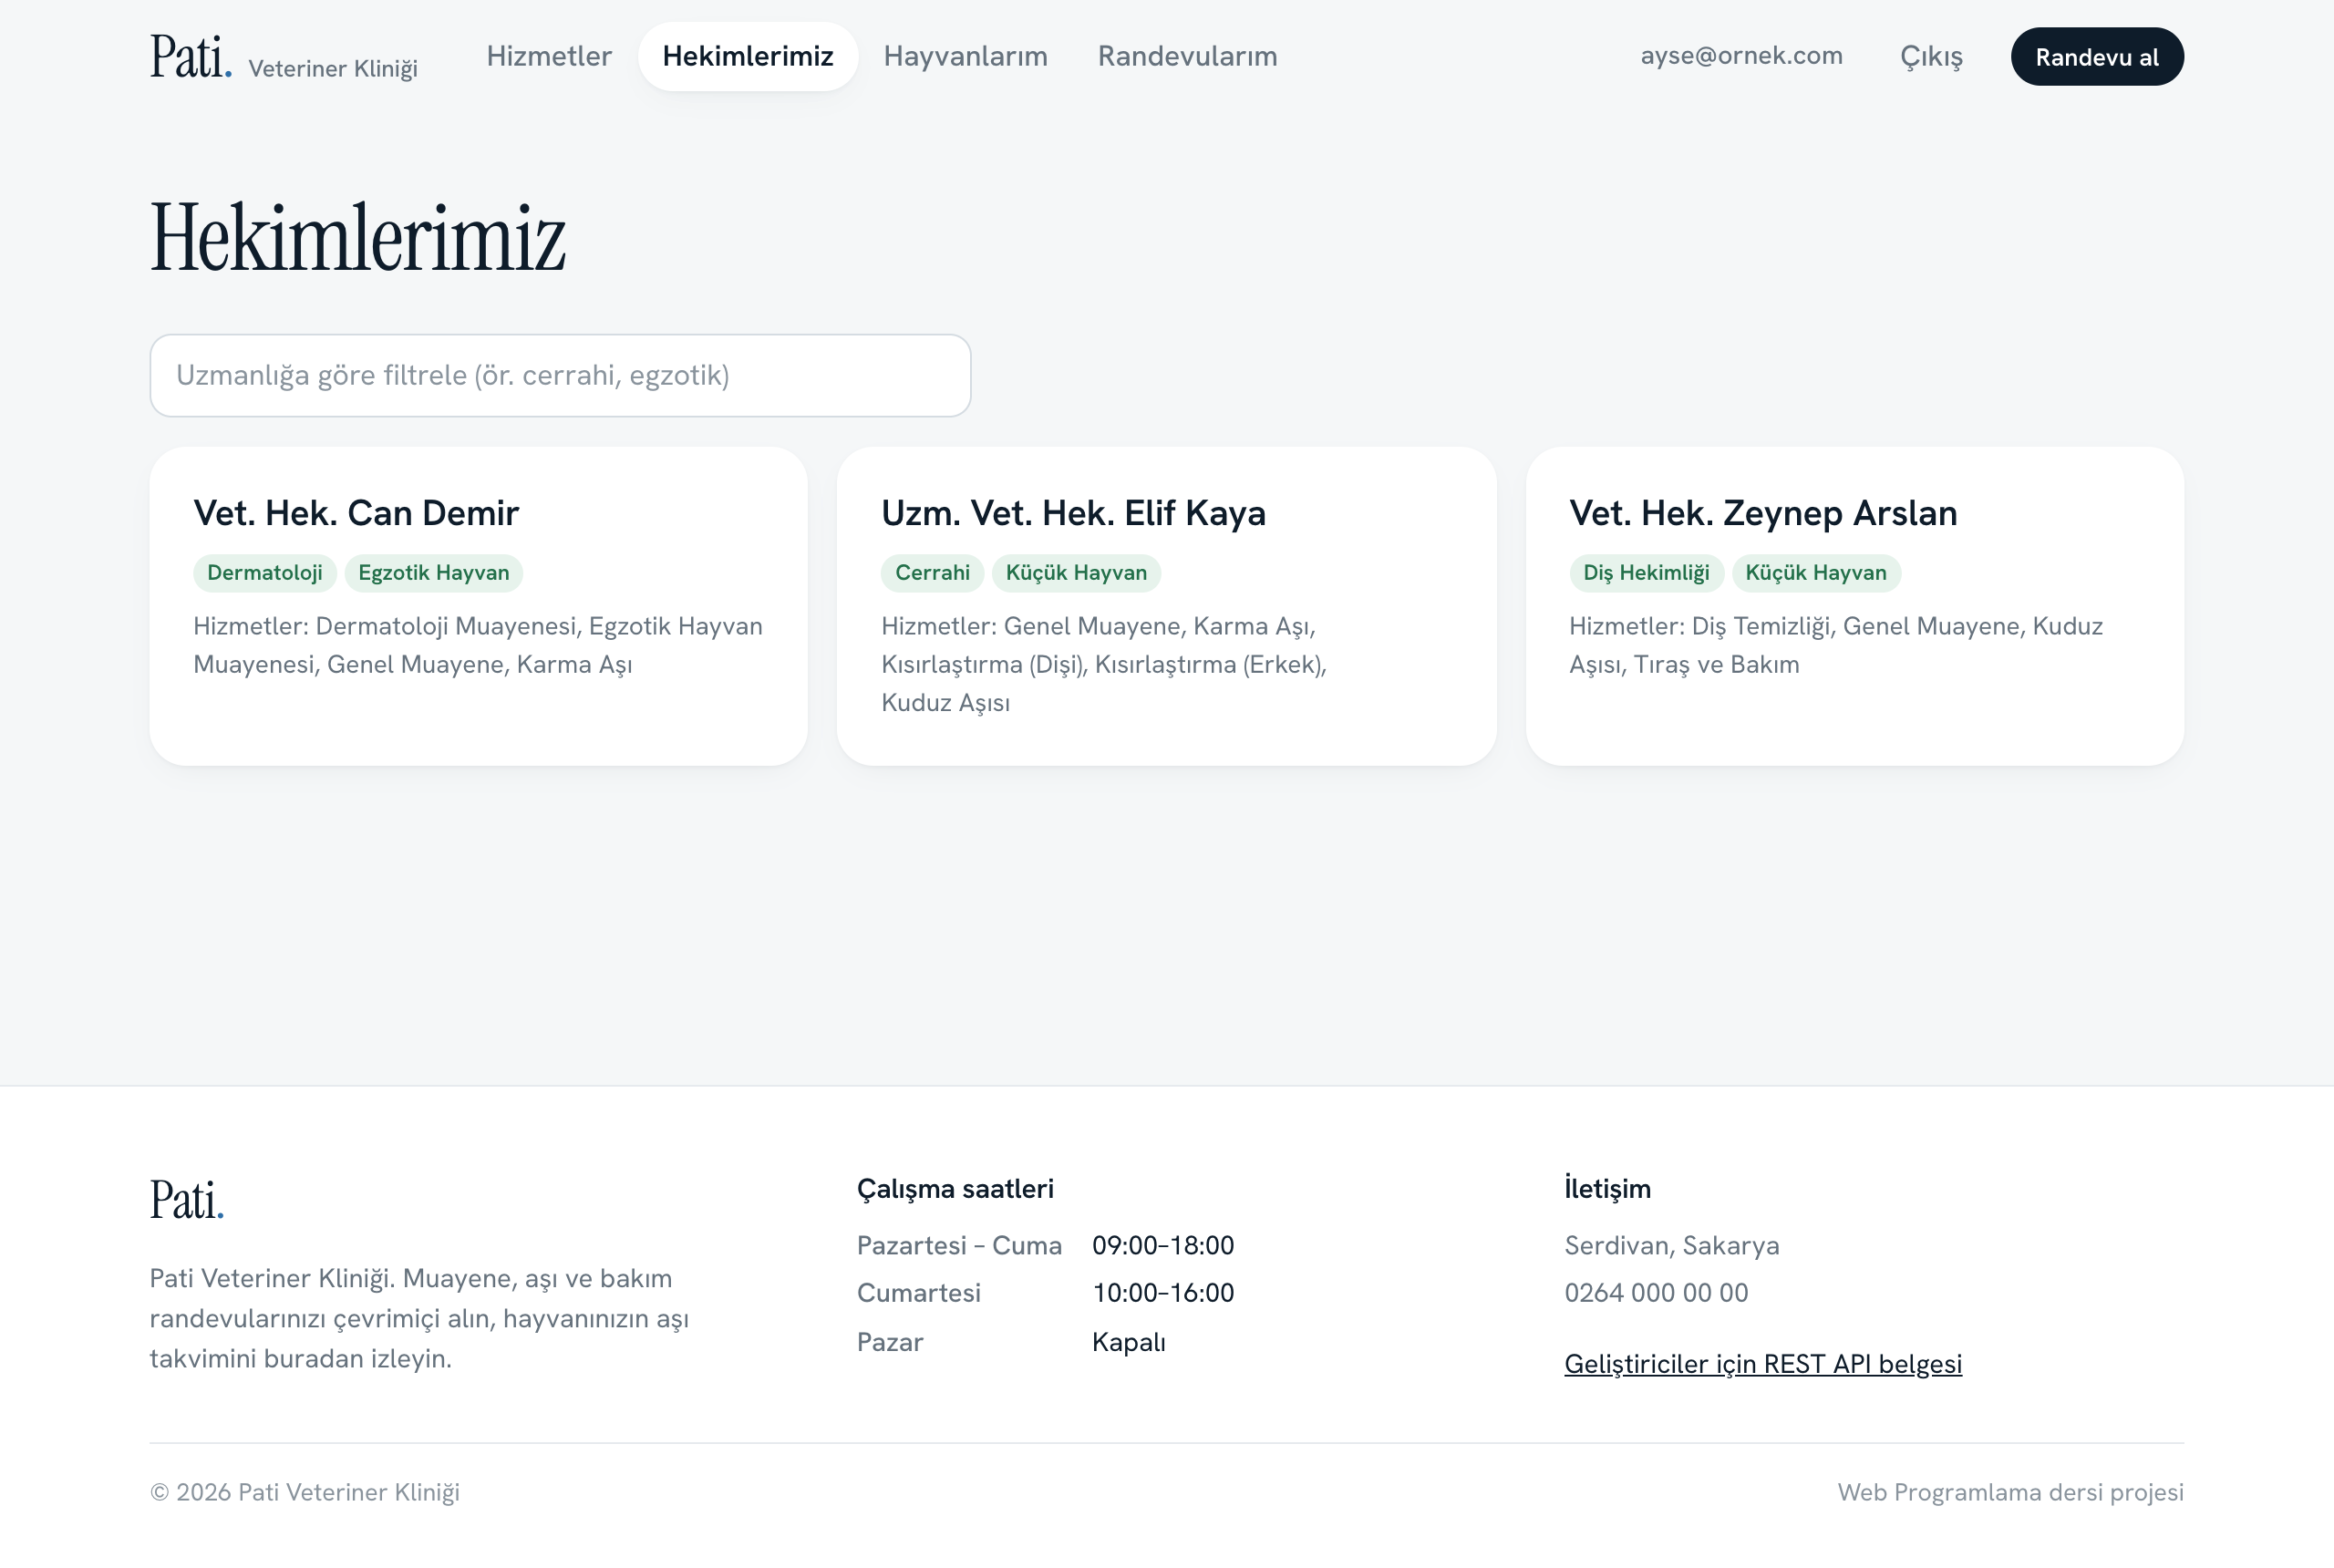 Pati. Veteriner Kliniği Hizmetler Hekimlerimiz Hayvanlarım Randevularım ayse@ornek.com Çıkış Randevu al
Hekimlerimiz
Uzmanlığa göre filtrele (ör. cerrahi, egzotik)
Vet. Hek. Can Demir
Dermatoloji Egzotik Hayvan
Hizmetler: Dermatoloji Muayenesi, Egzotik Hayvan
Muayenesi, Genel Muayene, Karma Aşı
Uzm. Vet. Hek. Elif Kaya
Cerrahi Küçük Hayvan
Hizmetler: Genel Muayene, Karma Aşı,
Kısırlaştırma (Dişi), Kısırlaştırma (Erkek),
Kuduz Aşısı
Vet. Hek. Zeynep Arslan
Diş Hekimliği Küçük Hayvan
Hizmetler: Diş Temizliği, Genel Muayene, Kuduz
Aşısı, Tıraş ve Bakım
Pati.
Pati Veteriner Kliniği. Muayene, aşı ve bakım
randevularınızı çevrimiçi alın, hayvanınızın aşı
takvimini buradan izleyin.
Çalışma saatleri
Pazartesi – Cuma 09:00–18:00
Cumartesi 10:00–16:00
Pazar Kapalı
İletişim
Serdivan, Sakarya
0264 000 00 00
Geliştiriciler için REST API belgesi
© 2026 Pati Veteriner Kliniği
Web Programlama dersi projesi